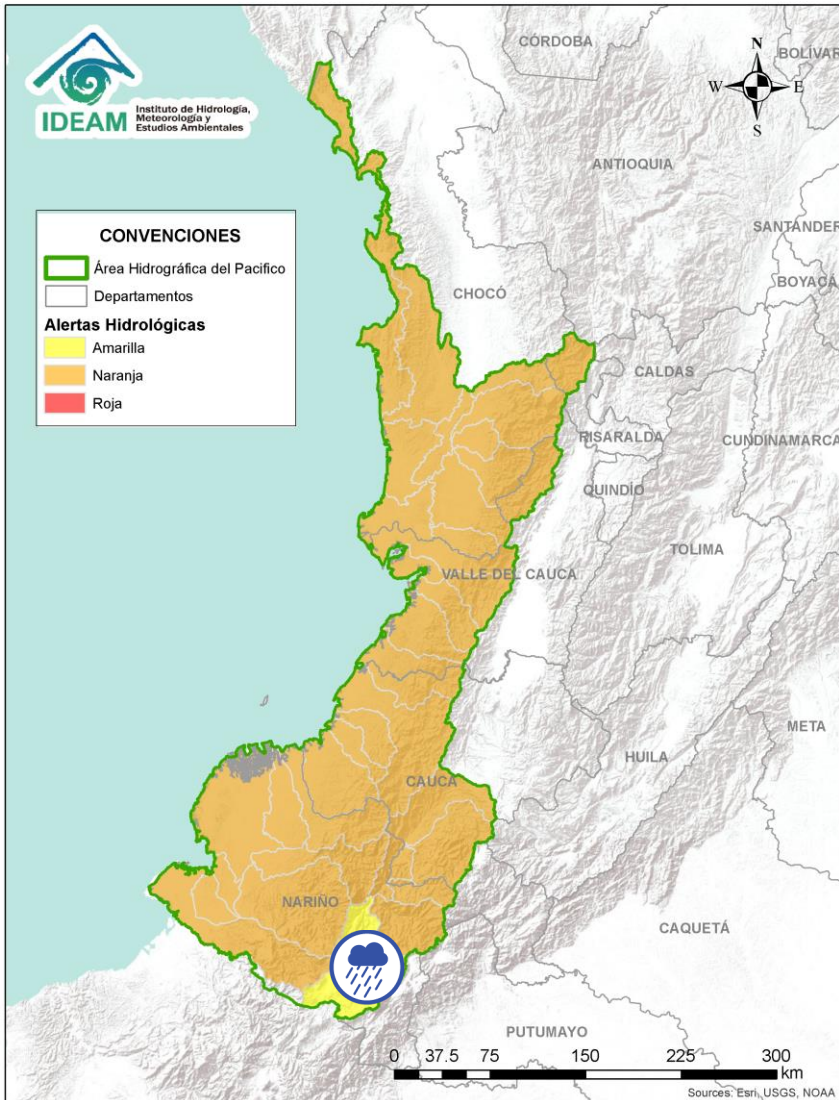 CÓRDOBA
BOLÍVAR
N
W E
S
IDEAM
Instituto de Hidrología,
Meteorología y
Estudios Ambientales
ANTIOQUIA
SANTANDER
BOYACÁ
CONVENCIONES
Área Hidrográfica del Pacifico
Departamentos
Alertas Hidrológicas
Amarilla
Naranja
Roja
CHOCÓ
CALDAS
RISARALDA
CUNDINAMARCA
QUINDÍO
TOLIMA
VALLE DEL CAUCA
META
HUILA
CAUCA
NARIÑO
CAQUETÁ
PUTUMAYO
0 37.5 75 150 225 300
km
Sources: Esri, USGS, NOAA